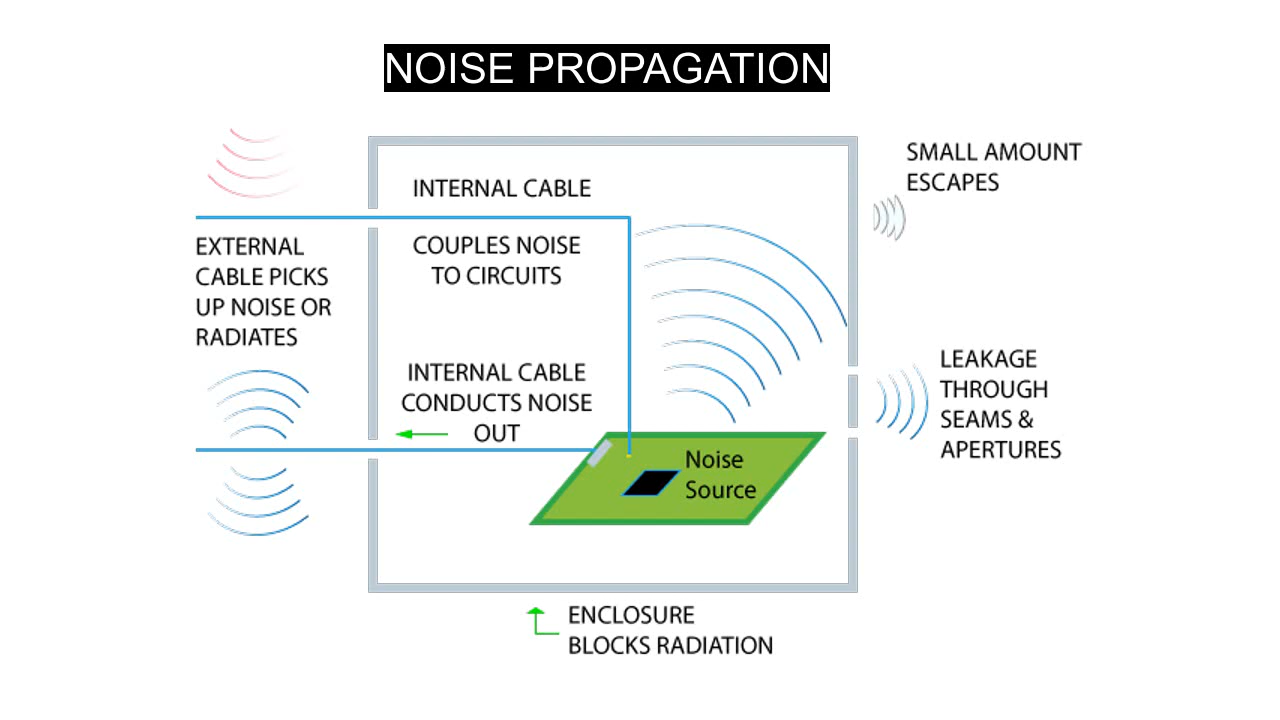 NOISE PROPAGATION
SMALL AMOUNT
ESCAPES
INTERNAL CABLE
COUPLES NOISE
TO CIRCUITS
EXTERNAL
CABLE PICKS
UP NOISE OR
RADIATES
INTERNAL CABLE
CONDUCTS NOISE
OUT
LEAKAGE
THROUGH
SEAMS &
APERTURES
Noise
Source
ENCLOSURE
BLOCKS RADIATION